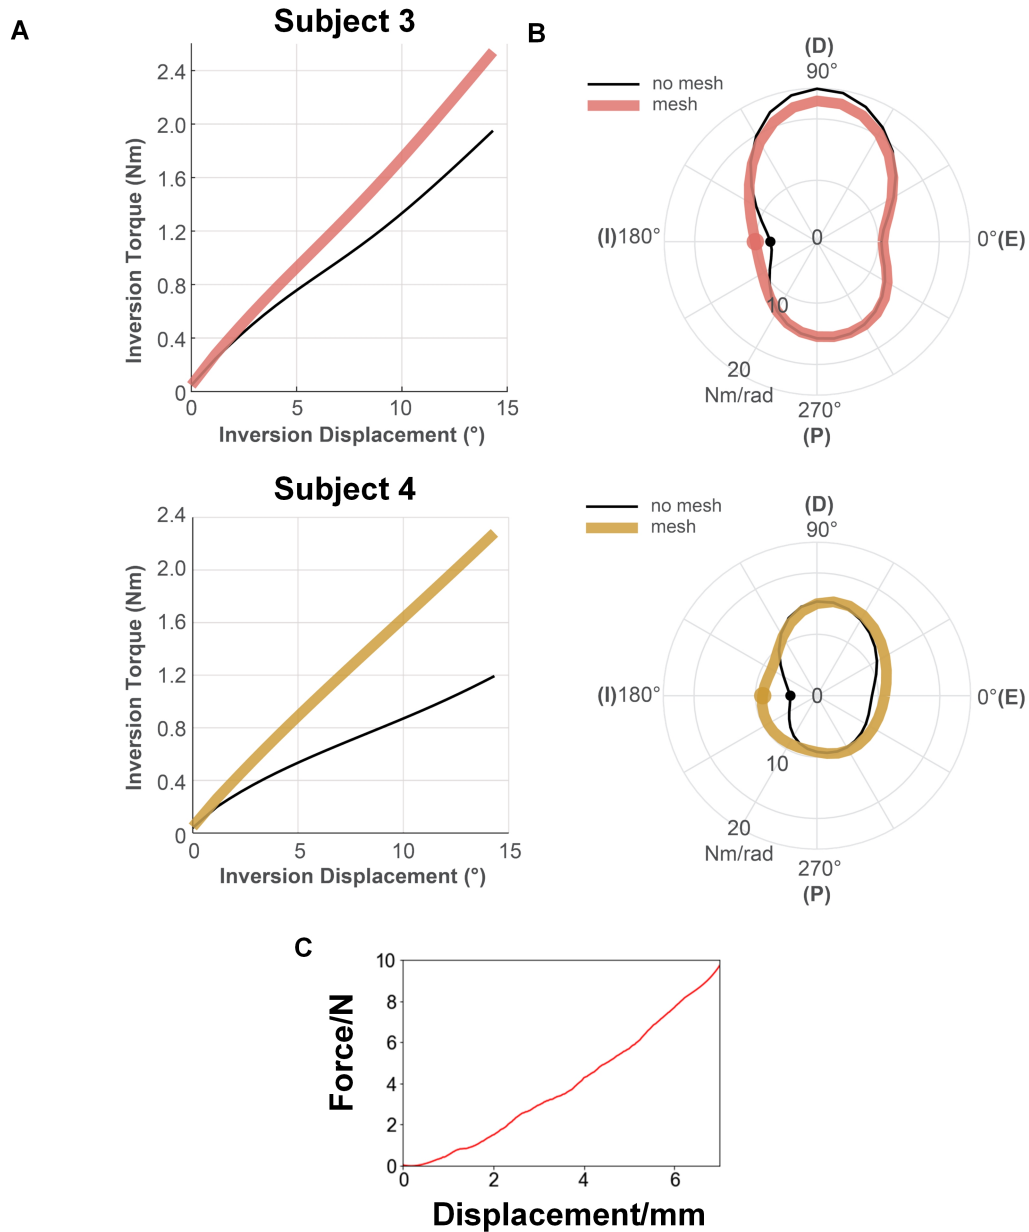 A
Subject 3
2.4
2.0
1.6
1.2
0.8
0.4
0
Inversion Torque (Nm)
0 5 10 15
Inversion Displacement (°)
B
no mesh
mesh
(D)
90°
(I)180°
0
0°(E)
10
20
Nm/rad
270°
(P)
Subject 4
2.4
2.0
1.6
1.2
0.8
0.4
0
Inversion Torque (Nm)
0 5 10 15
Inversion Displacement (°)
no mesh
mesh
(D)
90°
(I)180°
0
0°(E)
10
20
Nm/rad
270°
(P)
C
10
8
6
4
2
0
Force/N
0 2 4 6
Displacement/mm